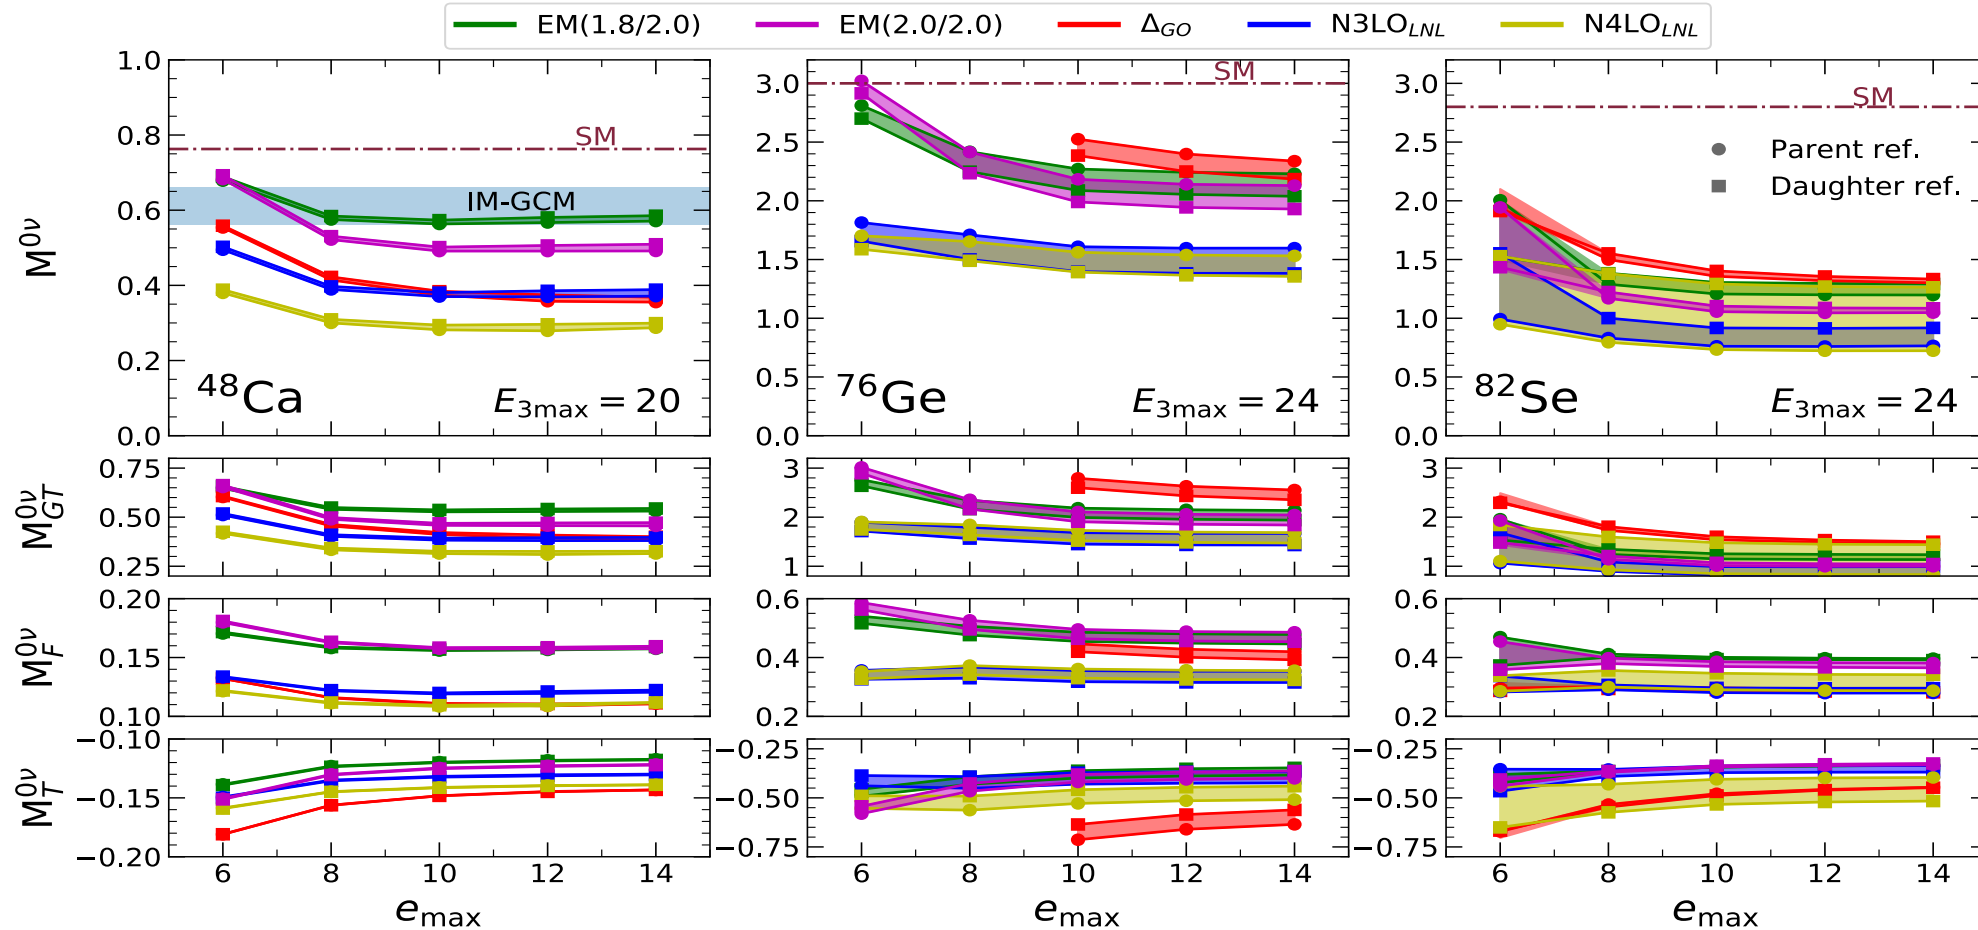 EM(1.8/2.0) EM(2.0/2.0) Δ_GO N3LO_LNL N4LO_LNL
M^0ν
1.0
0.8
0.6
0.4
0.2
0.0
SM
IM-GCM
^48Ca
E_3max = 20
3.0
2.5
2.0
1.5
1.0
0.5
0.0
SM
^76Ge
E_3max = 24
3.0
2.5
2.0
1.5
1.0
0.5
0.0
SM
Parent ref.
Daughter ref.
^82Se
E_3max = 24
M^0ν_GT
0.75
0.50
0.25
3
2
1
3
2
1
M^0ν_F
0.20
0.15
0.10
0.6
0.4
0.2
0.6
0.4
0.2
M^0ν_T
−0.10
−0.15
−0.20
−0.25
−0.50
−0.75
−0.25
−0.50
−0.75
6 8 10 12 14
6 8 10 12 14
6 8 10 12 14
e_max
e_max
e_max